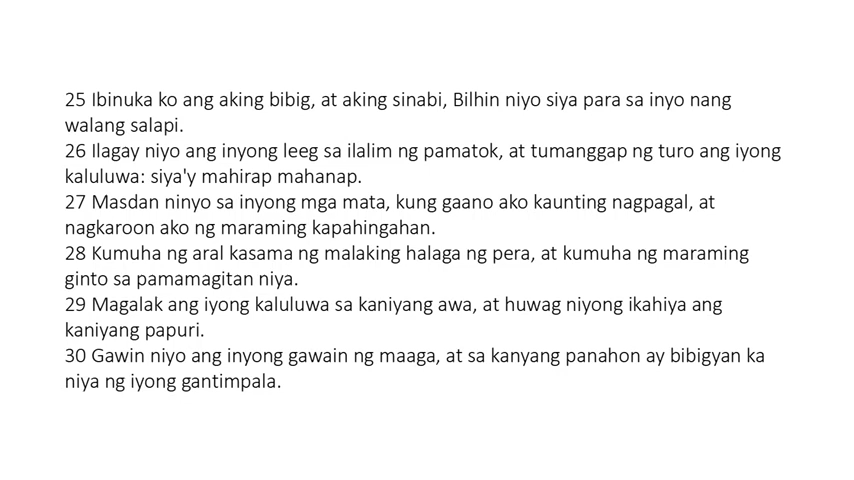 25 Ibinuka ko ang aking bibig, at aking sinabi, Bilhin niyo siya para sa inyo nang
walang salapi.
26 Ilagay niyo ang inyong leeg sa ilalim ng pamatok, at tumanggap ng turo ang iyong
kaluluwa: siya'y mahirap mahanap.
27 Masdan ninyo sa inyong mga mata, kung gaano ako kaunting nagpagal, at
nagkaroon ako ng maraming kapahingahan.
28 Kumuha ng aral kasama ng malaking halaga ng pera, at kumuha ng maraming
ginto sa pamamagitan niya.
29 Magalak ang iyong kaluluwa sa kaniyang awa, at huwag niyong ikahiya ang
kaniyang papuri.
30 Gawin niyo ang inyong gawain ng maaga, at sa kanyang panahon ay bibigyan ka
niya ng iyong gantimpala.